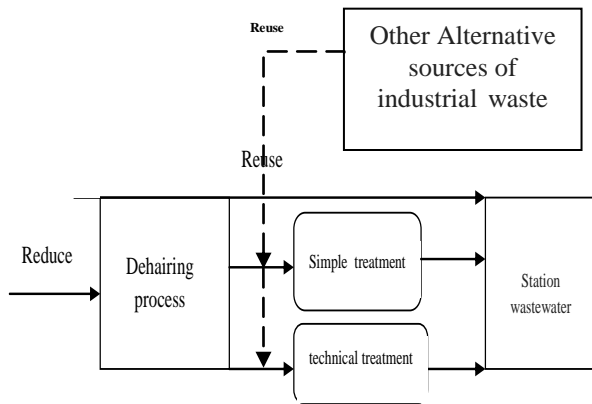 Reuse
Other Alternative
sources of
industrial waste
Reuse
Reduce
Dehairing
process
Simple treatment
Station
wastewater
technical treatment